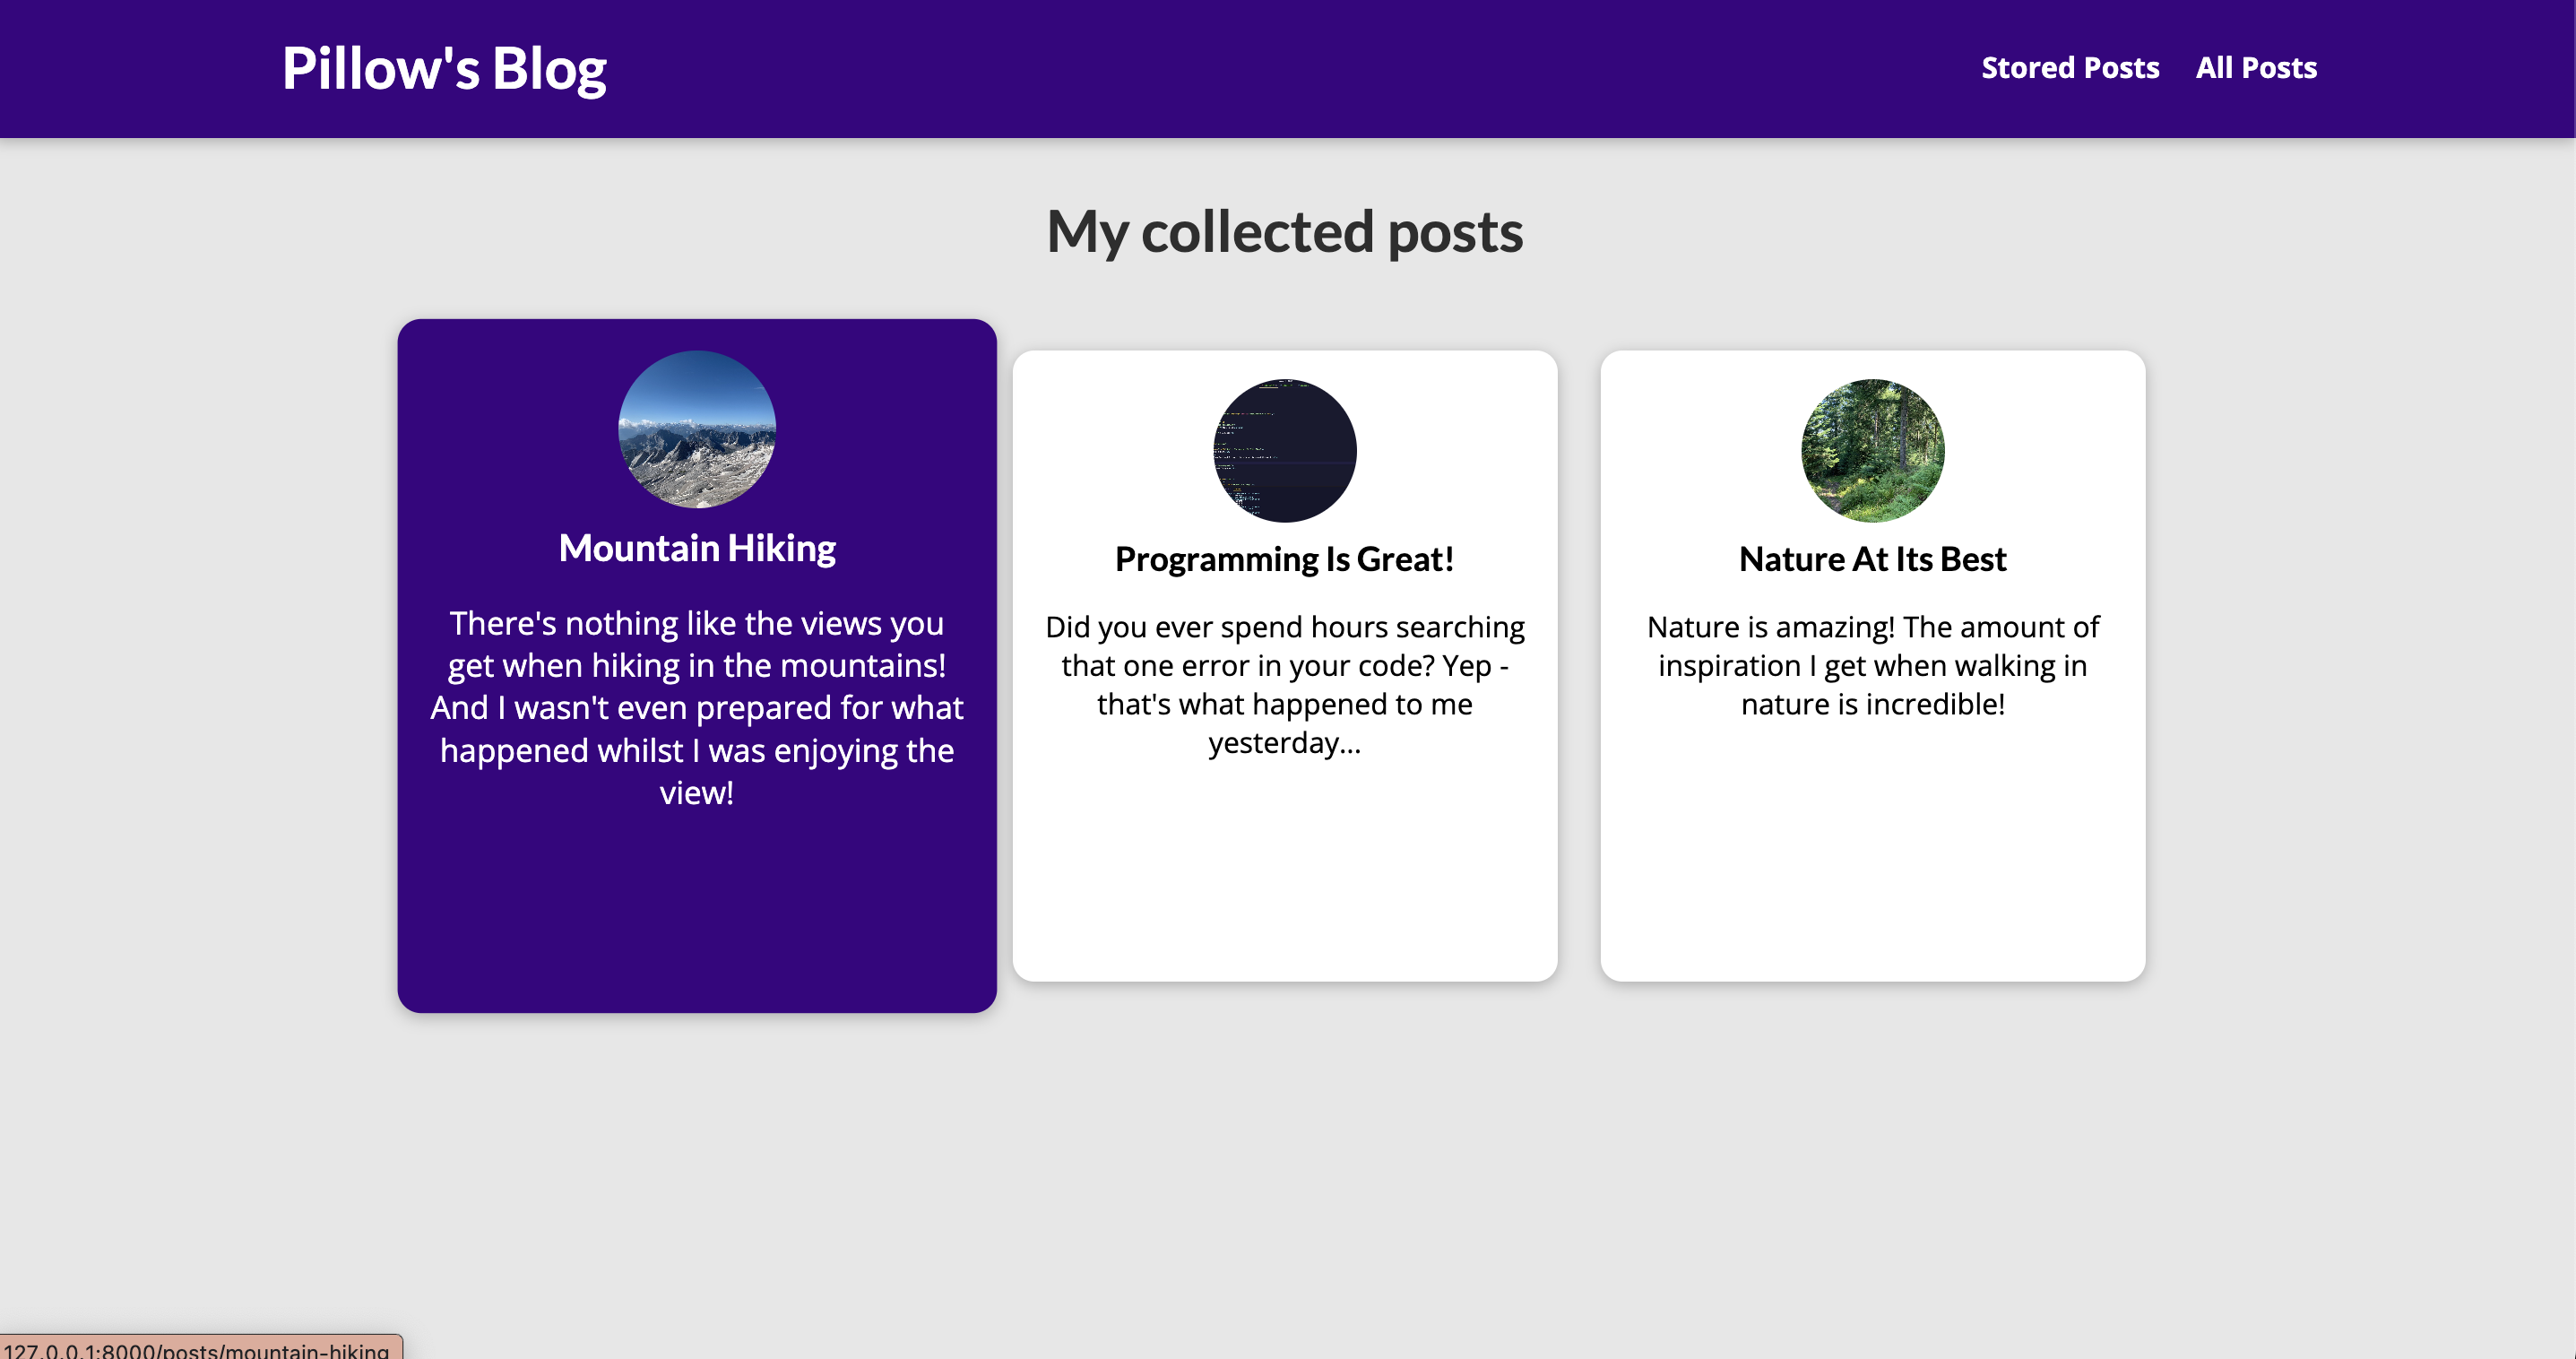 Pillow's Blog
Stored Posts All Posts
My collected posts
Mountain Hiking
There's nothing like the views you
get when hiking in the mountains!
And I wasn't even prepared for what
happened whilst I was enjoying the
view!
Programming Is Great!
Did you ever spend hours searching
that one error in your code? Yep -
that's what happened to me
yesterday...
Nature At Its Best
Nature is amazing! The amount of
inspiration I get when walking in
nature is incredible!
127.0.0.1:8000/posts/mountain-hiking